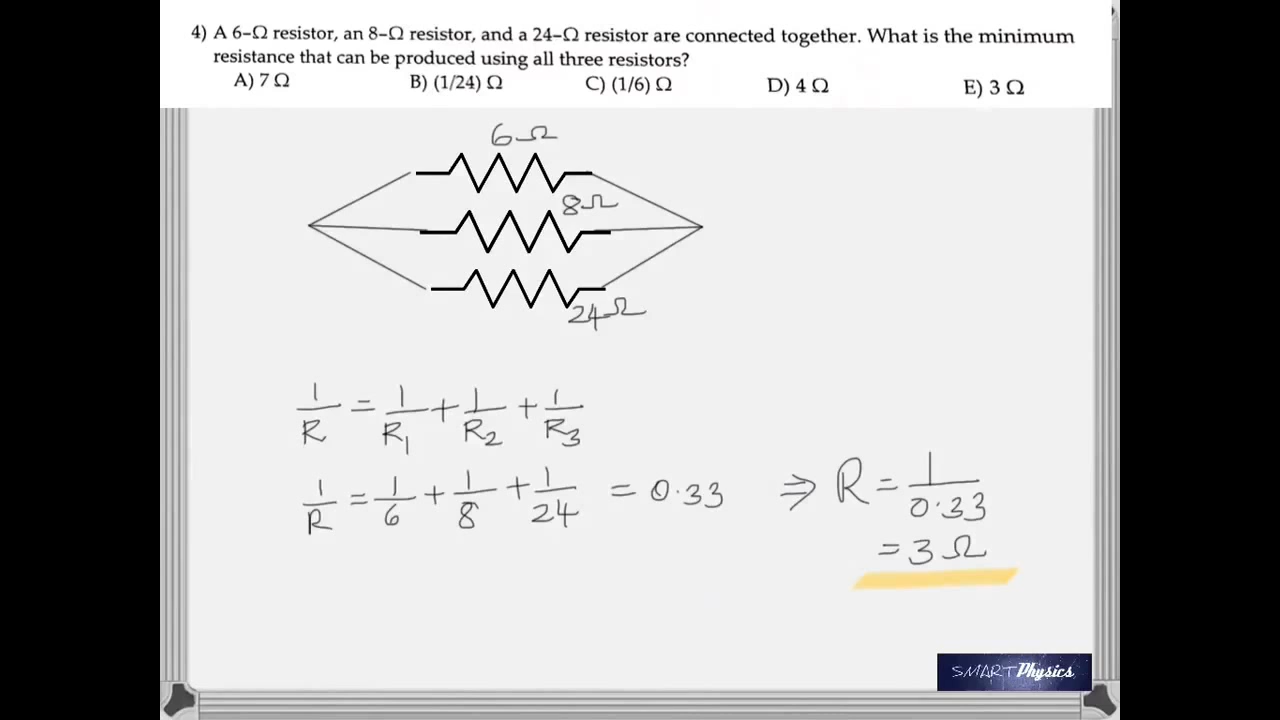 4) A 6–Ω resistor, an 8–Ω resistor, and a 24–Ω resistor are connected together. What is the minimum
resistance that can be produced using all three resistors?
A) 7 Ω B) (1/24) Ω C) (1/6) Ω D) 4 Ω E) 3 Ω
6Ω
8Ω
24Ω
1/R = 1/R₁ + 1/R₂ + 1/R₃
1/R = 1/6 + 1/8 + 1/24 = 0.33 ⇒ R = 1/0.33
= 3 Ω
SMART Physics